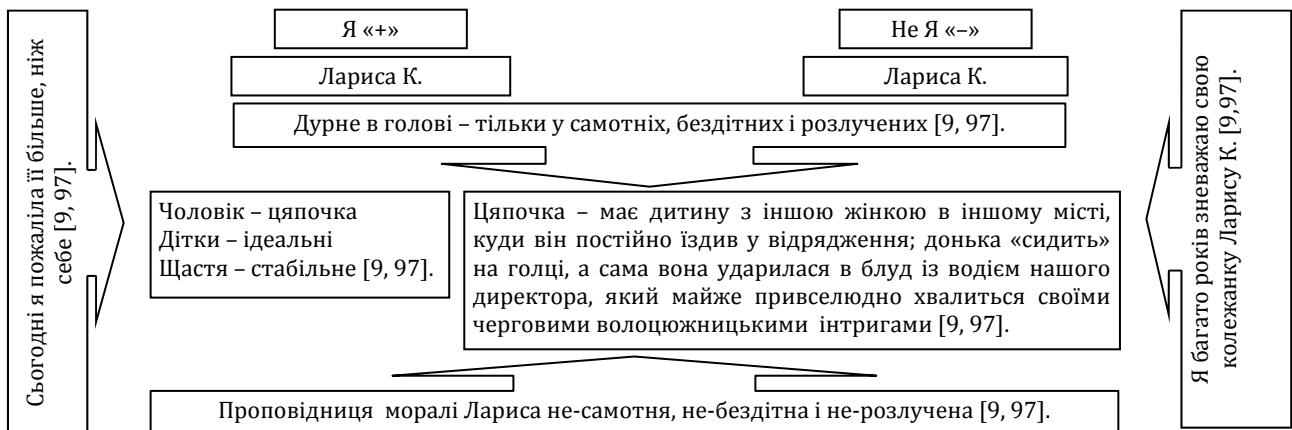 Сьогодні я пожаліла її більше, ніж
себе [9, 97].
Я «+»
Не Я «–»
Лариса К.
Лариса К.
Дурне в голові – тільки у самотніх, бездітних і розлучених [9, 97].
Чоловік – цяпочка
Дітки – ідеальні
Щастя – стабільне [9, 97].
Цяпочка – має дитину з іншою жінкою в іншому місті,
куди він постійно їздив у відрядження; донька «сидить»
на голці, а сама вона ударилася в блуд із водієм нашого
директора, який майже привселюдно хвалиться своїми
черговими волоцюжницькими інтригами [9, 97].
Проповідниця моралі Лариса не-самотня, не-бездітна і не-розлучена [9, 97].
Я багато років зневажаю свою
колежанку Ларису К. [9,97].